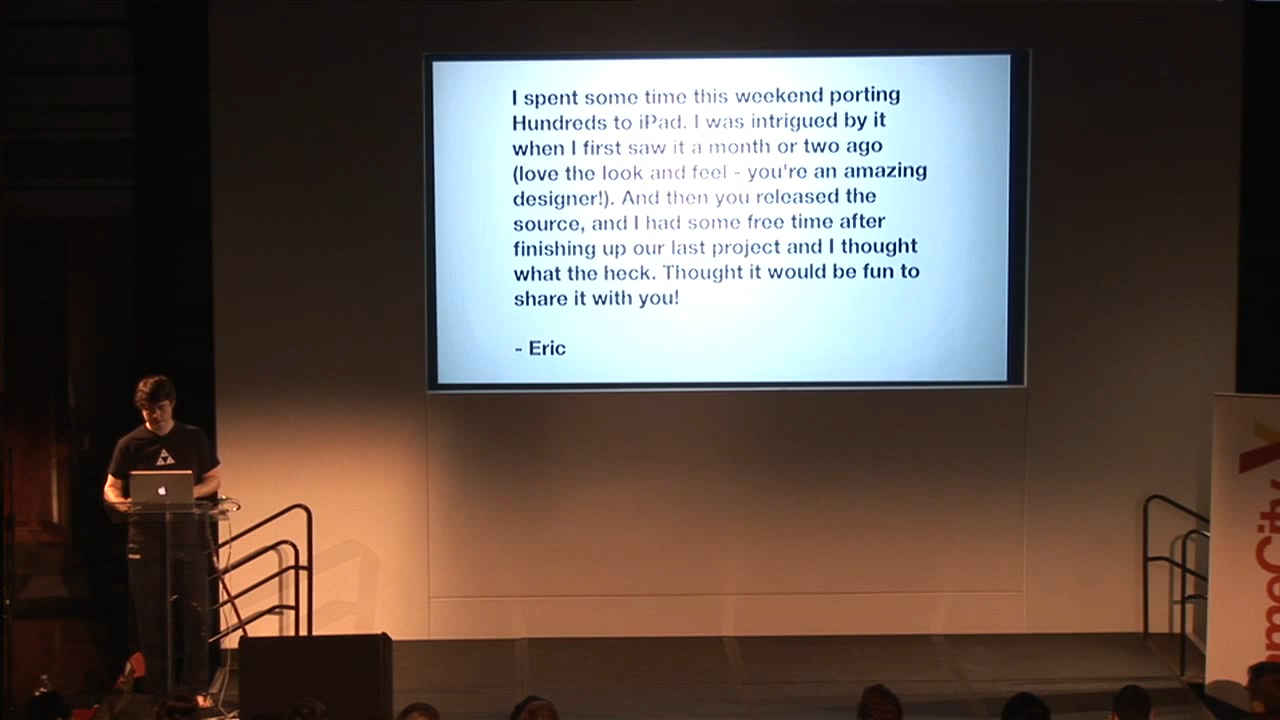 I spent some time this weekend porting
Hundreds to iPad. I was intrigued by it
when I first saw it a month or two ago
(love the look and feel - you're an amazing
designer!). And then you released the
source, and I had some free time after
finishing up our last project and I thought
what the heck. Thought it would be fun to
share it with you!
- Eric
ameCity